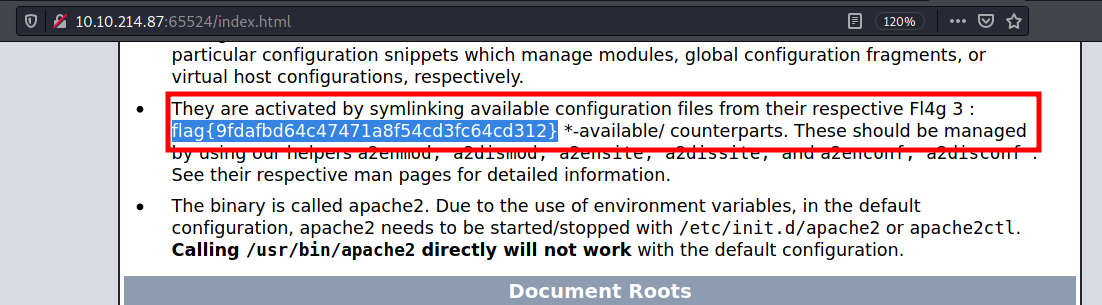 10.10.214.87:65524/index.html
120%
particular configuration snippets which manage modules, global configuration fragments, or
virtual host configurations, respectively.
They are activated by symlinking available configuration files from their respective Fl4g 3 :
flag{9fdafbd64c47471a8f54cd3fc64cd312} *-available/ counterparts. These should be managed
by using our helpers a2enmod, a2dismod, a2ensite, a2dissite, and a2enconf, a2disconf .
See their respective man pages for detailed information.
The binary is called apache2. Due to the use of environment variables, in the default
configuration, apache2 needs to be started/stopped with /etc/init.d/apache2 or apache2ctl.
Calling /usr/bin/apache2 directly will not work with the default configuration.
Document Roots